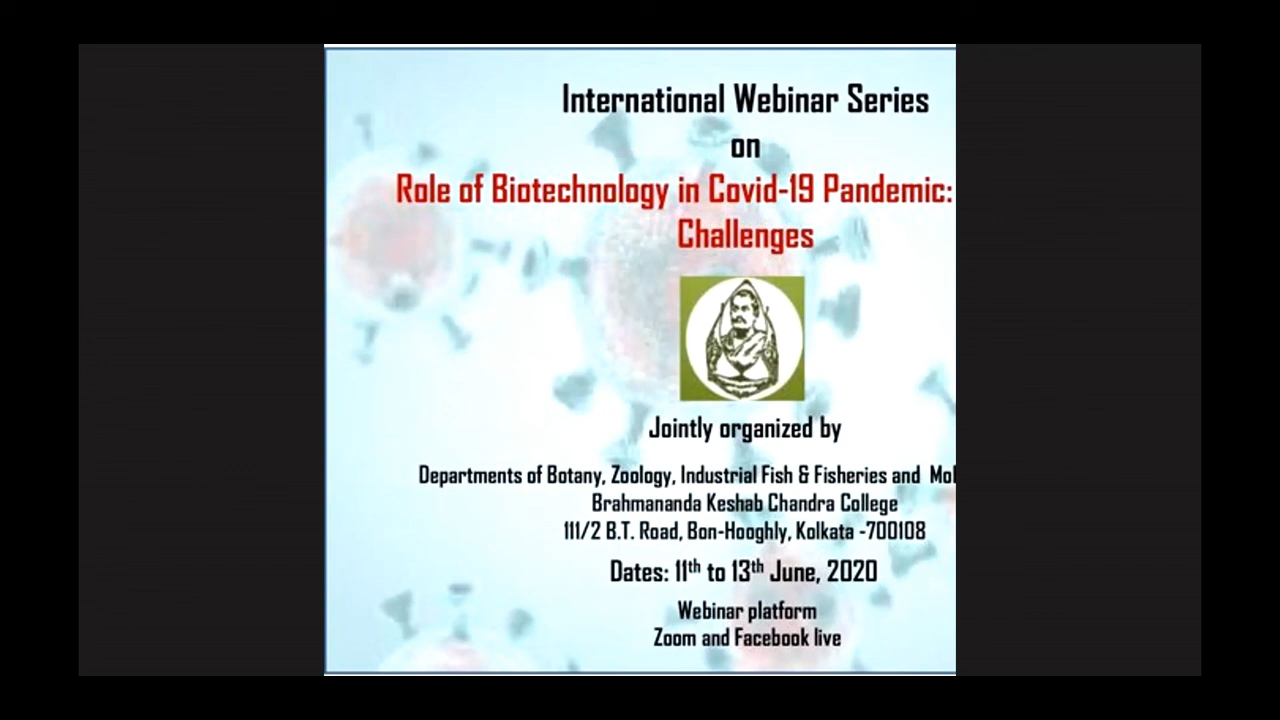 International Webinar Series
on
Role of Biotechnology in Covid-19 Pandemic:
Challenges
Jointly organized by
Departments of Botany, Zoology, Industrial Fish & Fisheries and
Brahmananda Keshab Chandra College
111/2 B.T. Road, Bon-Hooghly, Kolkata -700108
Dates: 11th to 13th June, 2020
Webinar platform
Zoom and Facebook live